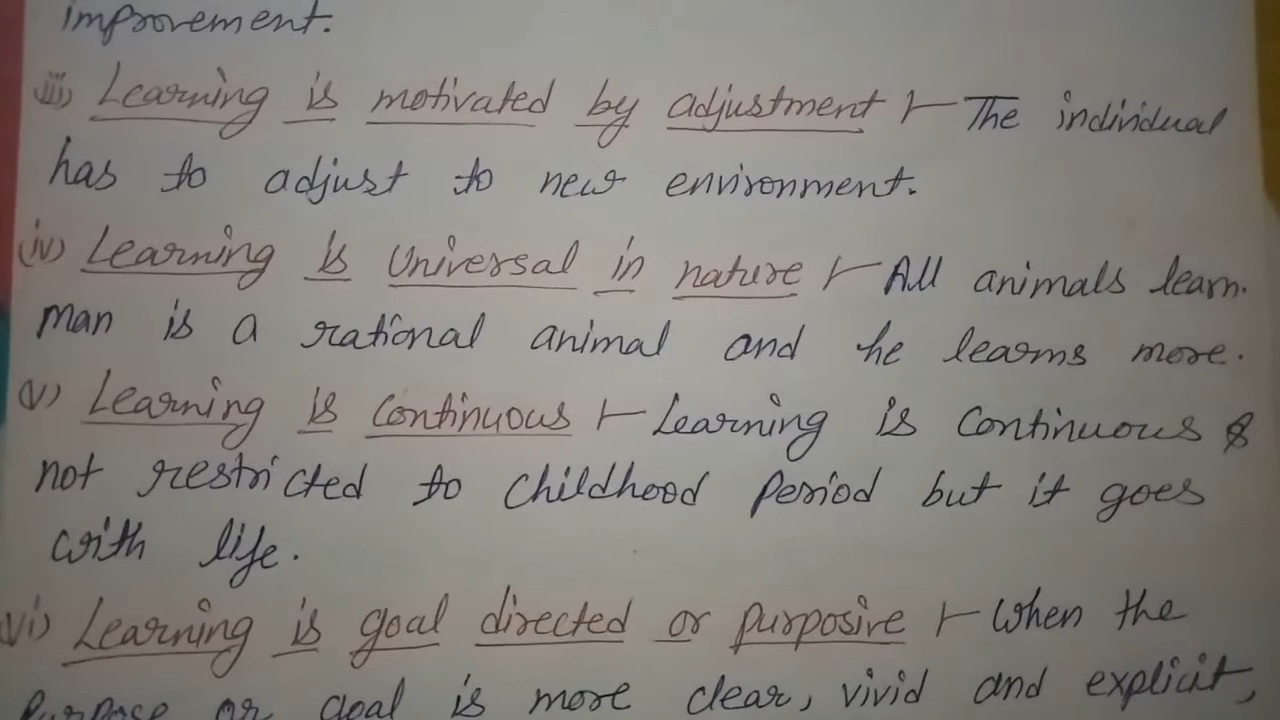 improvement.
iii) Learning is motivated by adjustment :- The individual
has to adjust to new environment.
(iv) Learning is Universal in nature :- All animals learn.
man is a rational animal and he learns more.
(v) Learning is Continuous :- Learning is Continuous &
not restricted to Childhood Period but it goes
with life.
vi) Learning is goal directed or purposive :- When the
Purpose or goal is more clear, vivid and explicit,